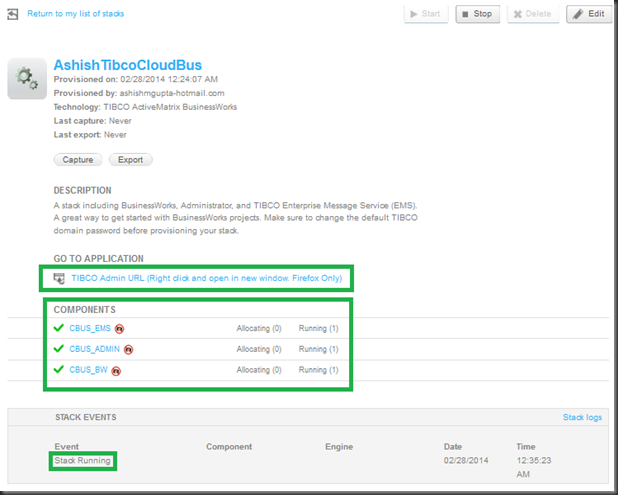 Return to my list of stacks
Start
Stop
Delete
Edit
AshishTibcoCloudBus
Provisioned on: 02/28/2014 12:24:07 AM
Provisioned by: ashishmgupta-hotmail.com
Technology: TIBCO ActiveMatrix BusinessWorks
Last capture: Never
Last export: Never
Capture
Export
DESCRIPTION
A stack including BusinessWorks, Administrator, and TIBCO Enterprise Message Service (EMS).
A great way to get started with BusinessWorks projects. Make sure to change the default TIBCO
domain password before provisioning your stack.
GO TO APPLICATION
TIBCO Admin URL (Right click and open in new window. Firefox Only)
COMPONENTS
CBUS_EMS Allocating (0) Running (1)
CBUS_ADMIN Allocating (0) Running (1)
CBUS_BW Allocating (0) Running (1)
STACK EVENTS Stack logs
Event Component Engine Date Time
Stack Running 02/28/2014 12:35:23
AM